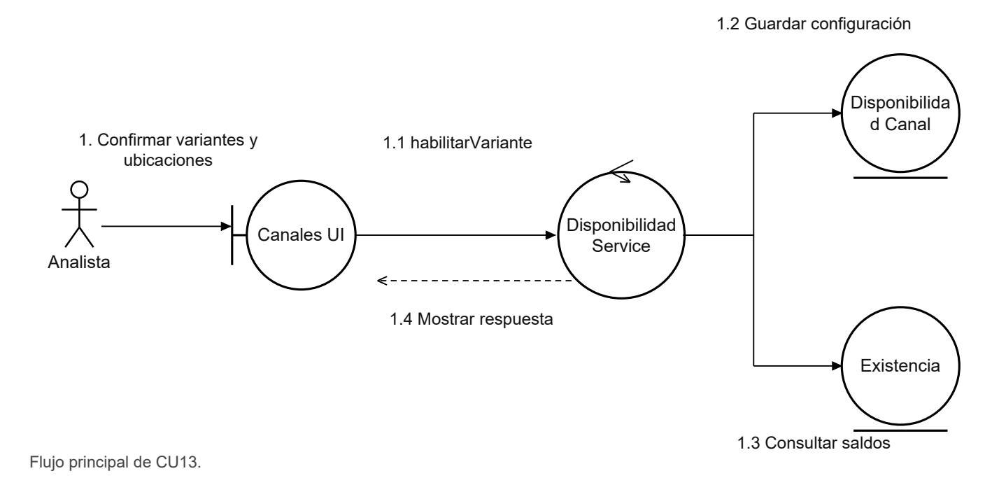 1.2 Guardar configuración
Disponibilida
d Canal
1. Confirmar variantes y
ubicaciones
1.1 habilitarVariante
Analista
Canales UI
Disponibilidad
Service
1.4 Mostrar respuesta
Existencia
1.3 Consultar saldos
Flujo principal de CU13.